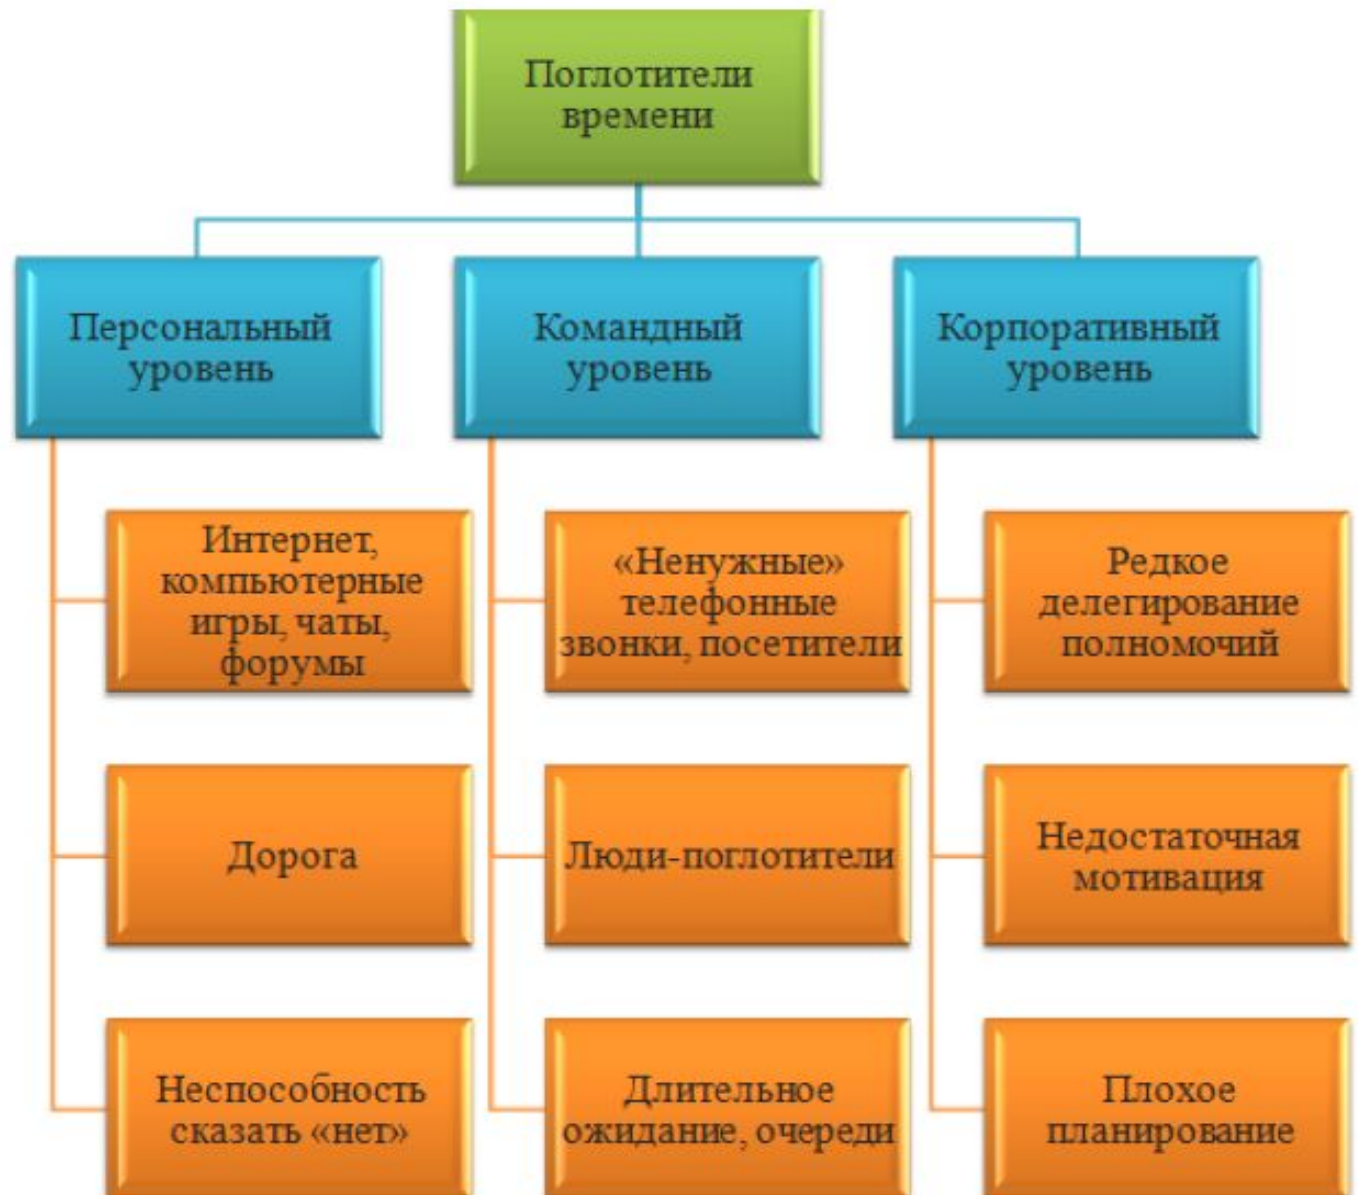 Поглотители
времени
Персональный
уровень
Командный
уровень
Корпоративный
уровень
Интернет,
компьютерные
игры, чаты,
форумы
«Ненужные»
телефонные
звонки, посетители
Редкое
делегирование
полномочий
Дорога
Люди-поглотители
Недостаточная
мотивация
Неспособность
сказать «нет»
Длительное
ожидание, очереди
Плохое
планирование